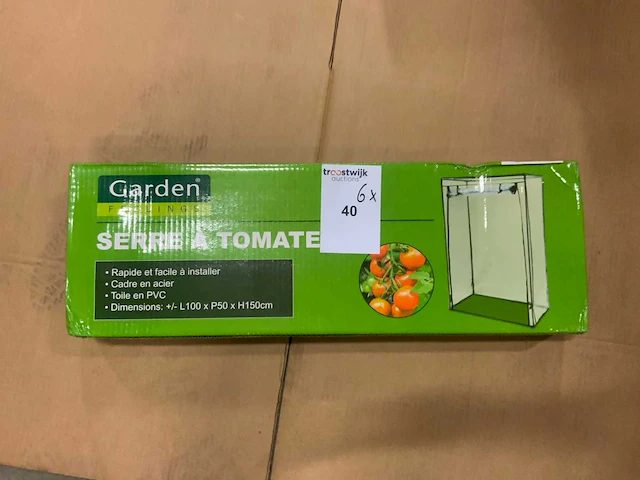 Garden
FEELINGS
troostwijk
auctions
6x
40
SERRE À TOMATE
• Rapide et facile à installer
• Cadre en acier
• Toile en PVC
• Dimensions: +/- L100 x P50 x H150cm